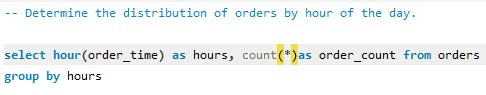 -- Determine the distribution of orders by hour of the day.
select hour(order_time) as hours, count(*)as order_count from orders
group by hours